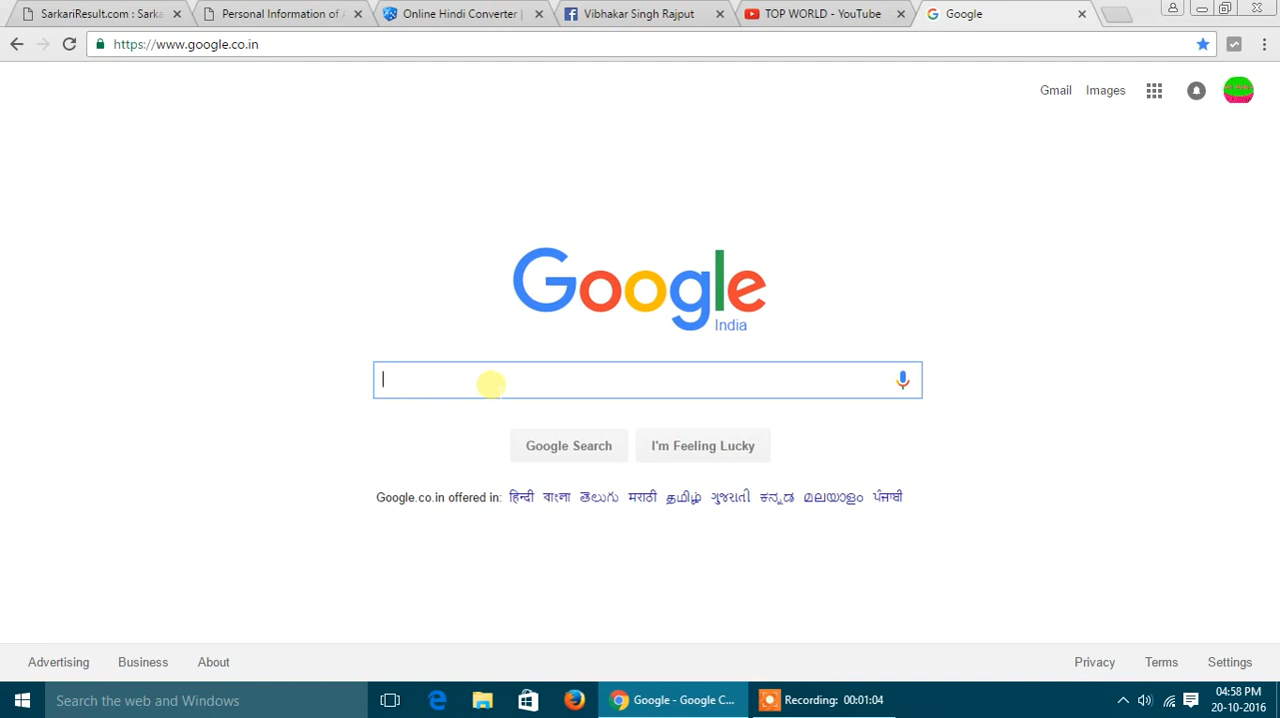 SarkariResult.com : Sarka
Personal Information of A
Online Hindi Converter |
Vibhakar Singh Rajput
TOP WORLD - YouTube
Google
https://www.google.co.in
Gmail Images
Google
India
Google Search I'm Feeling Lucky
Google.co.in offered in: हिन्दी বাংলা తెలుగు मराठी தமிழ் ગુજરાતી ಕನ್ನಡ മലയാളം ਪੰਜਾਬੀ
Advertising Business About Privacy Terms Settings
Search the web and Windows
Google - Google C...
Recording: 00:01:04
04:58 PM
20-10-2016